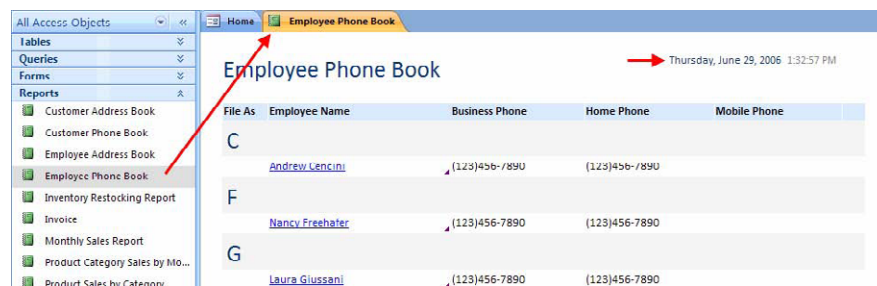 All Access Objects
Tables
Queries
Forms
Reports
Customer Address Book
Customer Phone Book
Employee Address Book
Employee Phone Book
Inventory Restocking Report
Invoice
Monthly Sales Report
Product Category Sales by Mo...
Product Sales by Category
Home Employee Phone Book
Employee Phone Book
Thursday, June 29, 2006 1:32:57 PM
File As Employee Name Business Phone Home Phone Mobile Phone
C
Andrew Cencini (123)456-7890 (123)456-7890
F
Nancy Freehafer (123)456-7890 (123)456-7890
G
Laura Giussani (123)456-7890 (123)456-7890